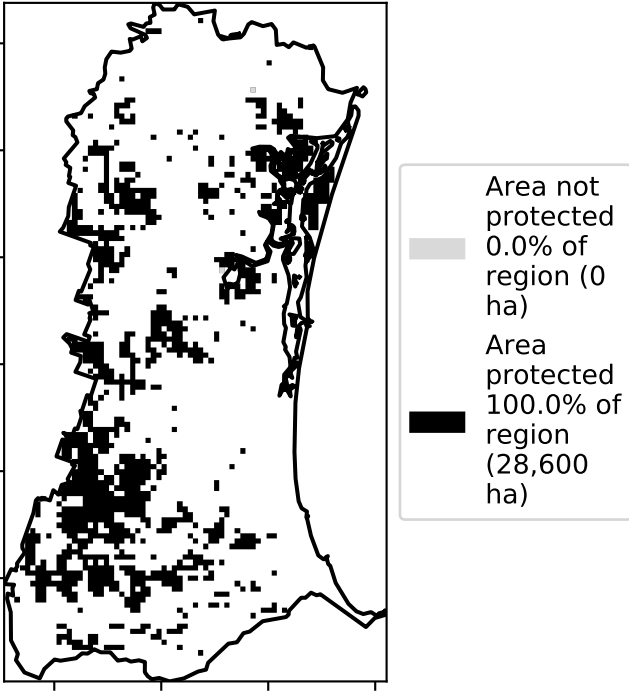 Area not
protected
0.0% of
region (0
ha)
Area
protected
100.0% of
region
(28,600
ha)